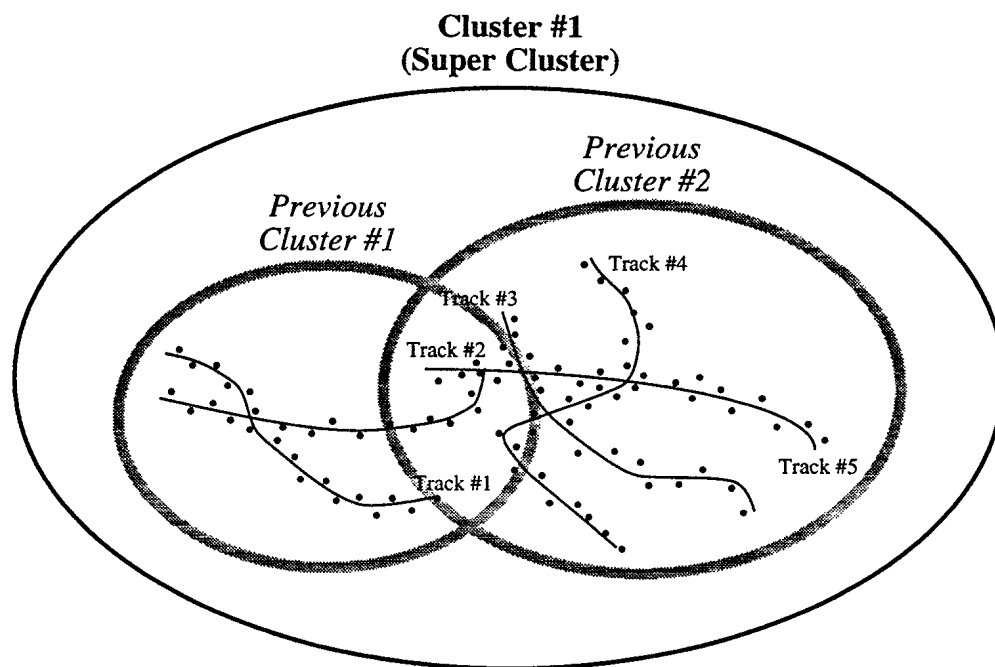 Cluster #1
(Super Cluster)
Previous
Cluster #2
Previous
Cluster #1
Track #4
Track #3
Track #2
Track #5
Track #1